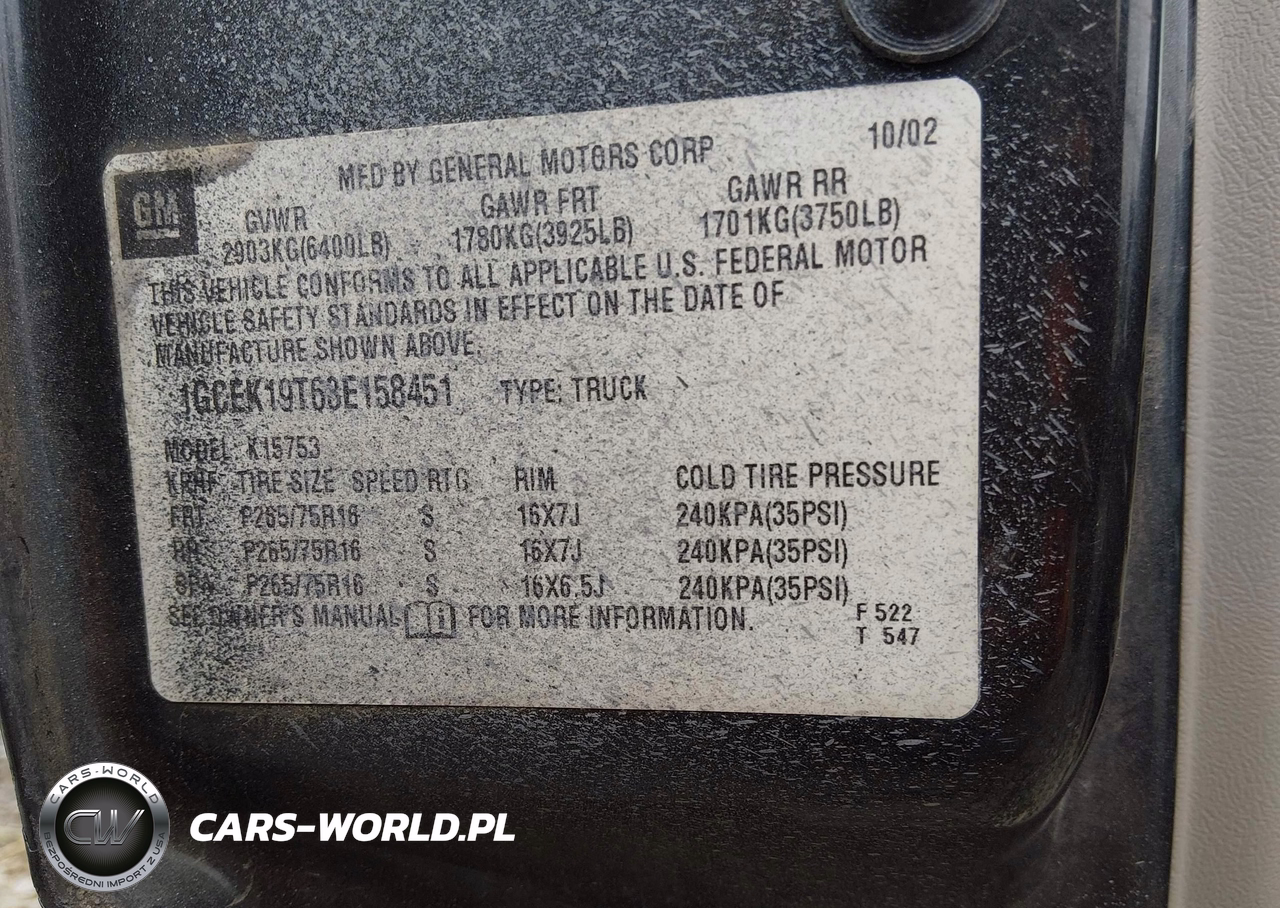 GM
10/02
MFD BY GENERAL MOTORS CORP
GVWR GAWR FRT GAWR RR
2903KG(6400LB) 1780KG(3925LB) 1701KG(3750LB)
THIS VEHICLE CONFORMS TO ALL APPLICABLE U.S. FEDERAL MOTOR
VEHICLE SAFETY STANDARDS IN EFFECT ON THE DATE OF
MANUFACTURE SHOWN ABOVE.
1GCEK19T63E158451 TYPE: TRUCK
MODEL: K15753
TIRE SIZE SPEED RTG RIM COLD TIRE PRESSURE
FRT P265/75R16 S 16X7J 240KPA(35PSI)
RR P265/75R16 S 16X7J 240KPA(35PSI)
SPA P265/75R16 S 16X6.5J 240KPA(35PSI)
SEE OWNER'S MANUAL FOR MORE INFORMATION.
F 522
T 547
CARS-WORLD
CW
BEZPOŚREDNI IMPORT Z USA
CARS-WORLD.PL